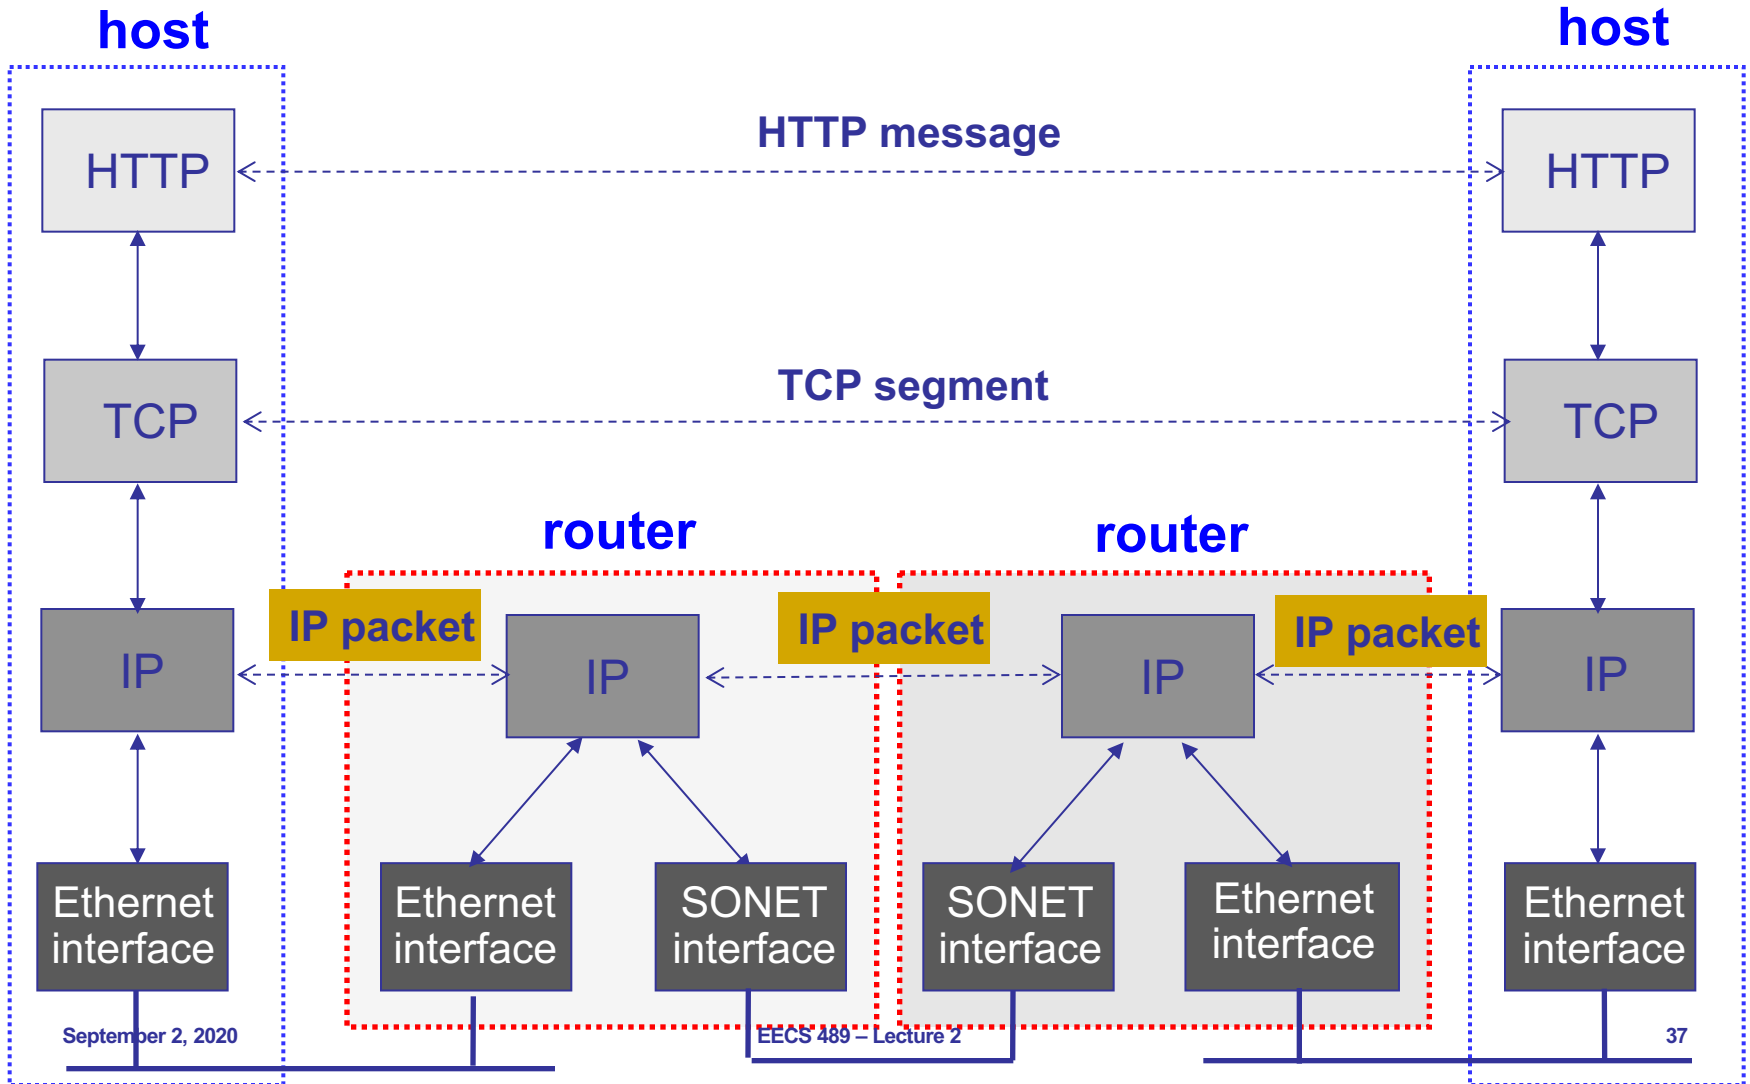 host
host
HTTP message
HTTP
HTTP
TCP segment
TCP
TCP
router
router
IP packet
IP packet
IP packet
IP
IP
IP
IP
Ethernet
interface
Ethernet
interface
SONET
interface
SONET
interface
Ethernet
interface
Ethernet
interface
September 2, 2020
EECS 489 – Lecture 2
37